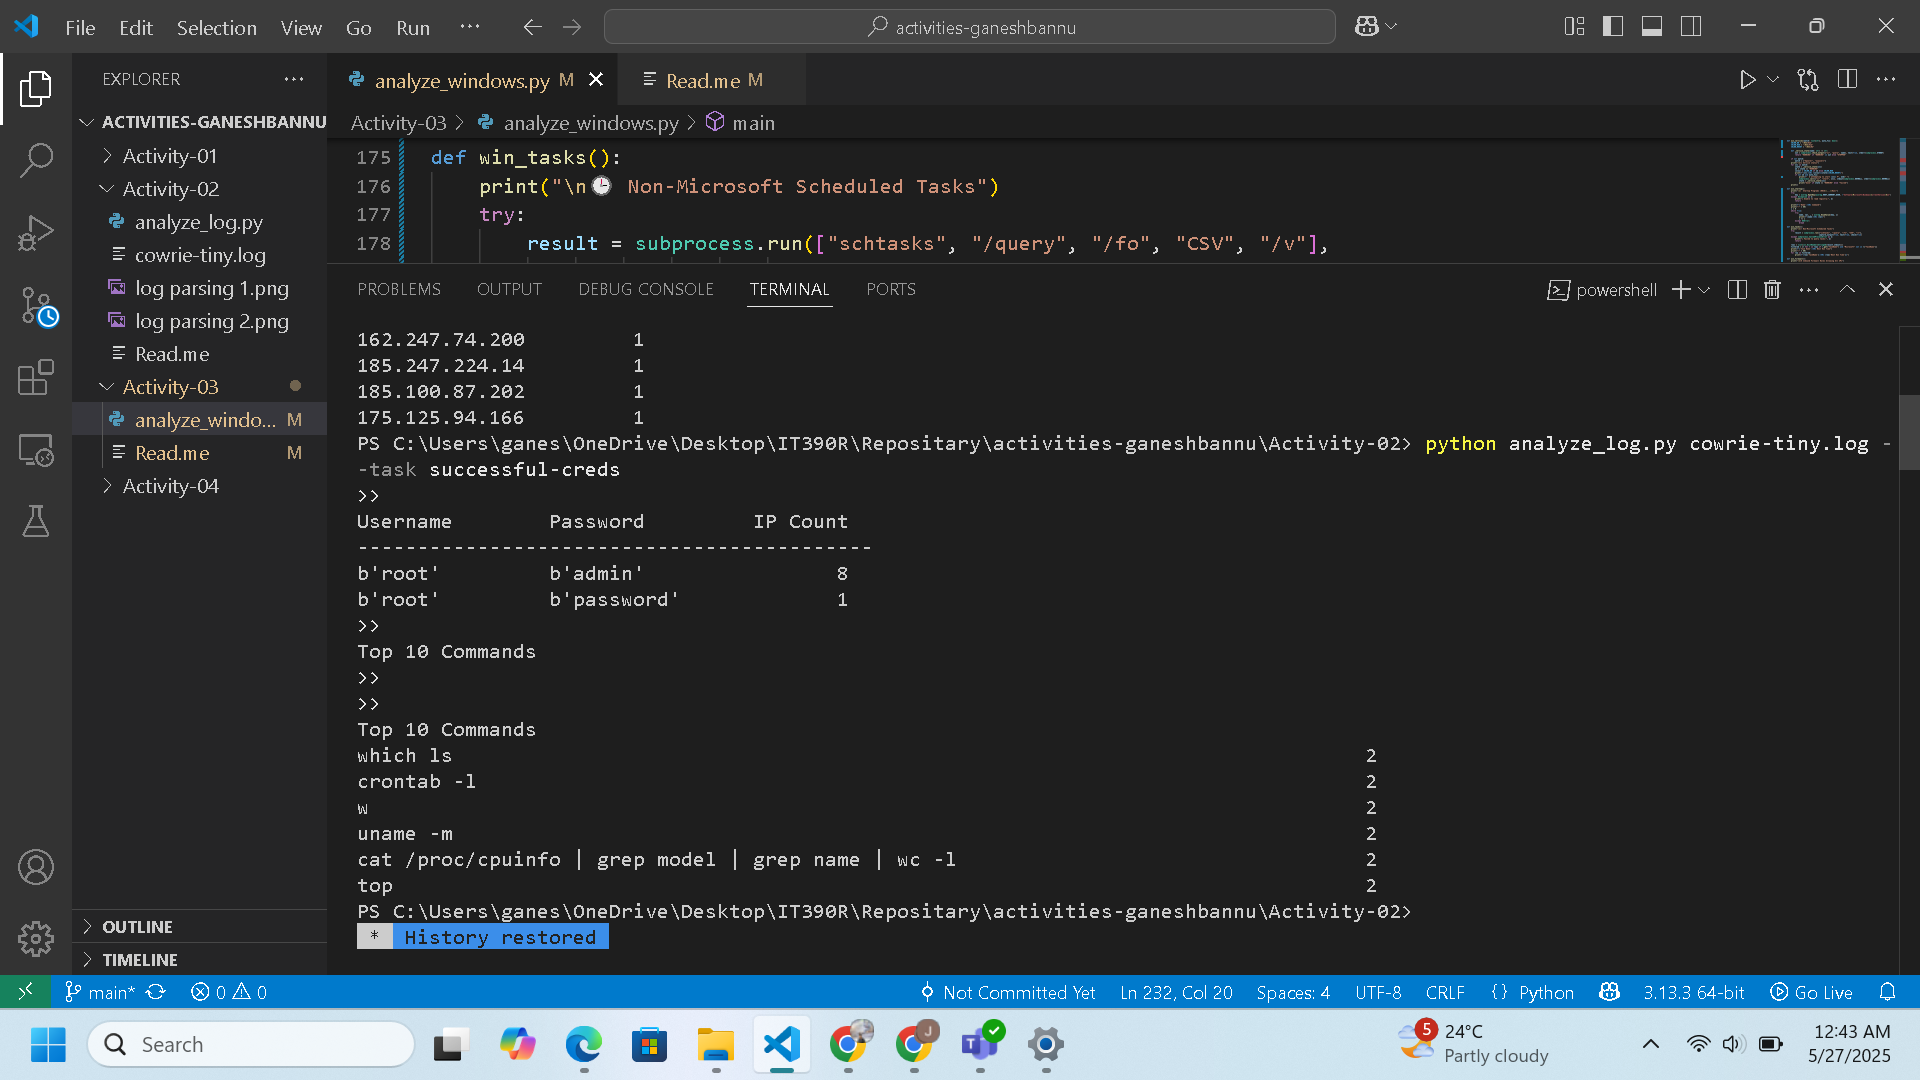 File Edit Selection View Go Run ···
activities-ganeshbannu
EXPLORER ···
ACTIVITIES-GANESHBANNU
Activity-01
Activity-02
analyze_log.py
cowrie-tiny.log
log parsing 1.png
log parsing 2.png
Read.me
Activity-03
analyze_windo... M
Read.me M
Activity-04
OUTLINE
TIMELINE
analyze_windows.py M
Read.me M
Activity-03 > analyze_windows.py > main
175 def win_tasks():
176 print("\n🕒 Non-Microsoft Scheduled Tasks")
177 try:
178 result = subprocess.run(["schtasks", "/query", "/fo", "CSV", "/v"],
PROBLEMS OUTPUT DEBUG CONSOLE TERMINAL PORTS
powershell
162.247.74.200 1
185.247.224.14 1
185.100.87.202 1
175.125.94.166 1
PS C:\Users\ganes\OneDrive\Desktop\IT390R\Repositary\activities-ganeshbannu\Activity-02> python analyze_log.py cowrie-tiny.log -
-task successful-creds
>>
Username Password IP Count
-------------------------------------------
b'root' b'admin' 8
b'root' b'password' 1
>>
Top 10 Commands
>>
>>
Top 10 Commands
which ls 2
crontab -l 2
w 2
uname -m 2
cat /proc/cpuinfo | grep model | grep name | wc -l 2
top 2
PS C:\Users\ganes\OneDrive\Desktop\IT390R\Repositary\activities-ganeshbannu\Activity-02>
* History restored
main* 0 0 Not Committed Yet Ln 232, Col 20 Spaces: 4 UTF-8 CRLF {} Python 3.13.3 64-bit Go Live
Search
J
T
5
24°C
Partly cloudy
12:43 AM
5/27/2025